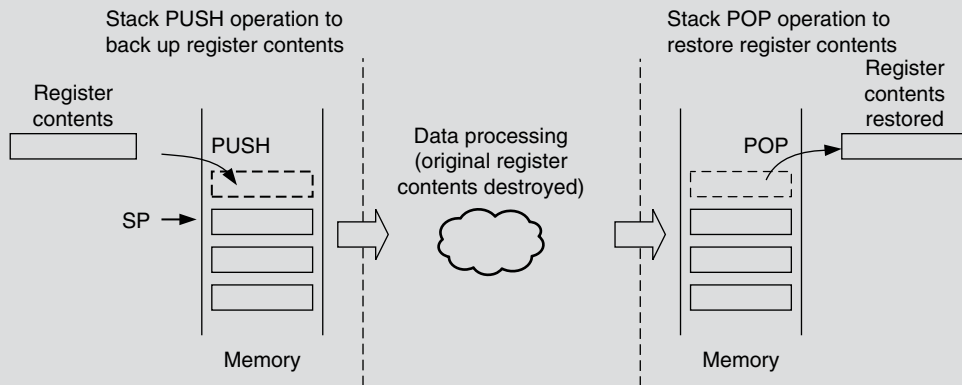 Stack PUSH operation to
back up register contents
Register
contents
PUSH
SP
Memory
Data processing
(original register
contents destroyed)
Stack POP operation to
restore register contents
Register
contents
restored
POP
Memory